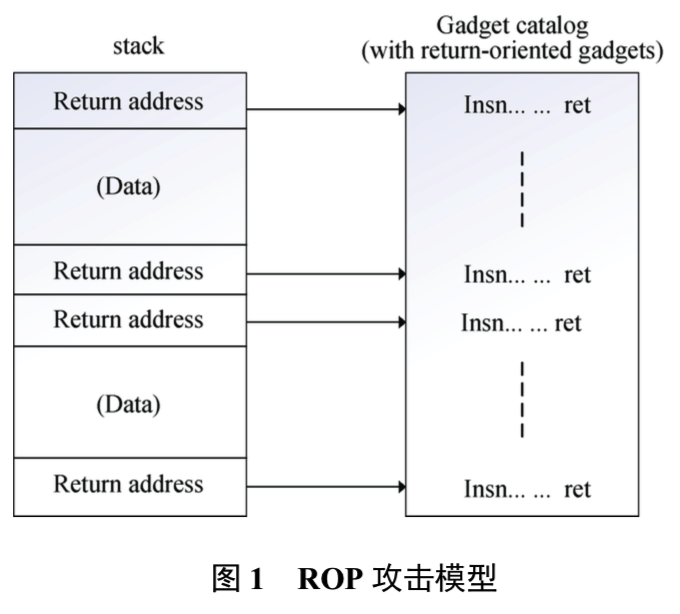 stack
Gadget catalog
(with return-oriented gadgets)
Return address
Insn... ... ret
(Data)
Return address
Insn... ... ret
Return address
Insn... ... ret
(Data)
Return address
Insn... ... ret
图 1 ROP 攻击模型